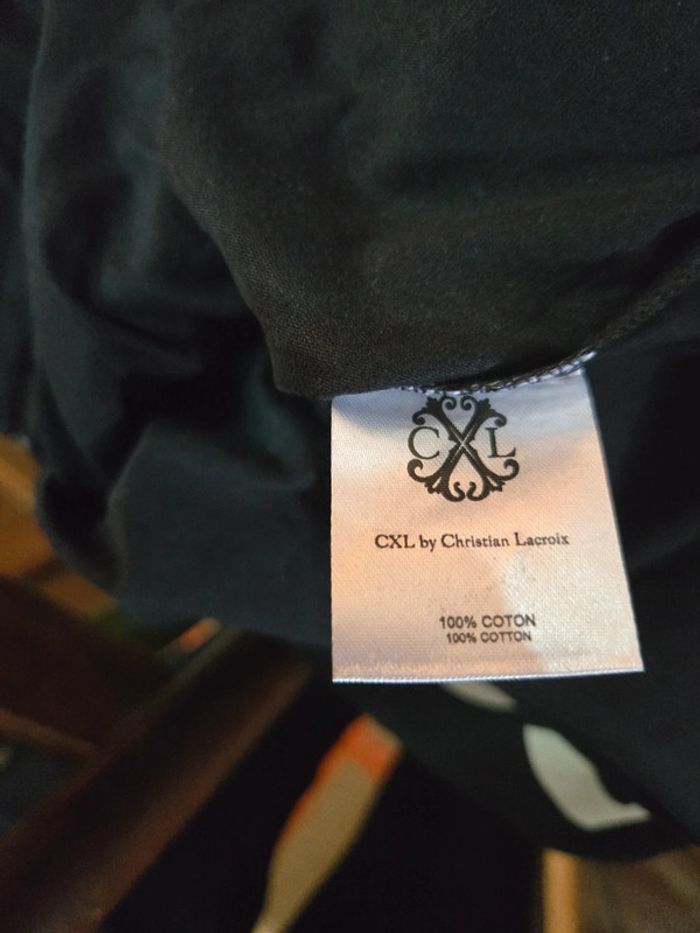 CXL
CXL by Christian Lacroix
100% COTON
100% COTTON